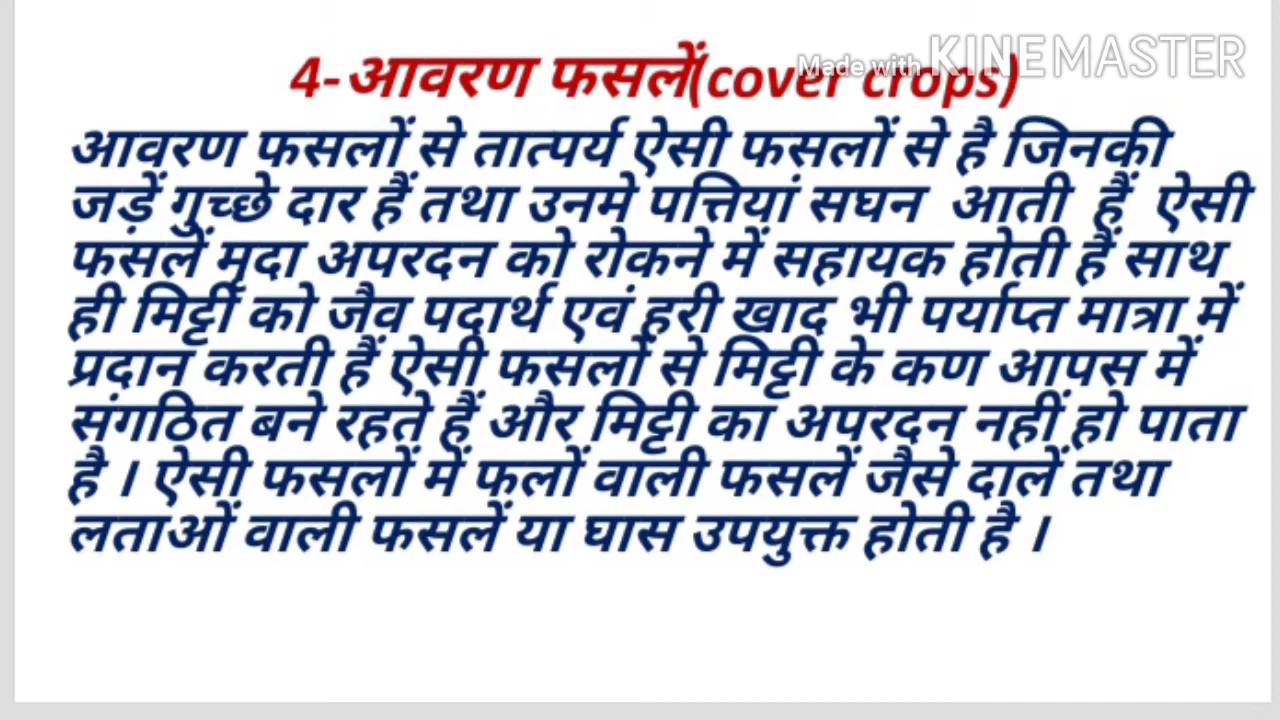 4-आवरण फसलें(cover crops)
Made with KINEMASTER
आवरण फसलों से तात्पर्य ऐसी फसलों से है जिनकी
जड़ें गुच्छे दार हैं तथा उनमे पत्तियां सघन आती हैं ऐसी
फसलें मृदा अपरदन को रोकने में सहायक होती हैं साथ
ही मिट्टी को जैव पदार्थ एवं हरी खाद भी पर्याप्त मात्रा में
प्रदान करती हैं ऐसी फसलों से मिट्टी के कण आपस में
संगठित बने रहते हैं और मिट्टी का अपरदन नहीं हो पाता
है । ऐसी फसलों में फलों वाली फसलें जैसे दालें तथा
लताओं वाली फसलें या घास उपयुक्त होती है ।